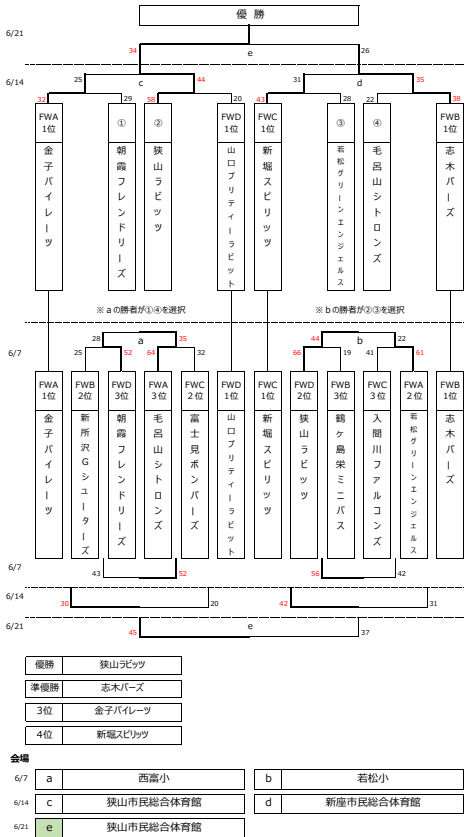 優 勝
6/21
34 e 26
6/14
25 c 44 31 d 35
32 29 58 20 43 28 22 38
FWA 1位 ① ② FWD 1位 FWC 1位 ③ ④ FWB 1位
金子パイレーツ
朝霞フレンドリーズ
狭山ラビッツ
山口プリティーラビット
新堀スピリッツ
若松グリーンエンジェルス
毛呂山シトロンズ
志木バーズ
※ａの勝者が①④を選択 ※ｂの勝者が②③を選択
28 a 35 44 b 22
6/7
25 52 64 32 66 19 41 61
FWA 1位 FWB 2位 FWD 3位 FWA 3位 FWC 2位 FWD 1位 FWC 1位 FWD 2位 FWB 3位 FWC 3位 FWA 2位 FWB 1位
金子パイレーツ
新所沢Ｇシューターズ
朝霞フレンドリーズ
毛呂山シトロンズ
富士見ボンバーズ
山口プリティーラビット
新堀スピリッツ
狭山ラビッツ
鶴ヶ島栄ミニバス
入間川ファルコンズ
若松グリーンエンジェルス
志木バーズ
6/7
43 52 56 42
6/14
30 20 42 31
6/21
45 e 37
優勝 狭山ラビッツ
準優勝 志木バーズ
3位 金子パイレーツ
4位 新堀スピリッツ
会場
6/7 a 西富小 b 若松小
6/14 c 狭山市民総合体育館 d 新座市民総合体育館
6/21 e 狭山市民総合体育館